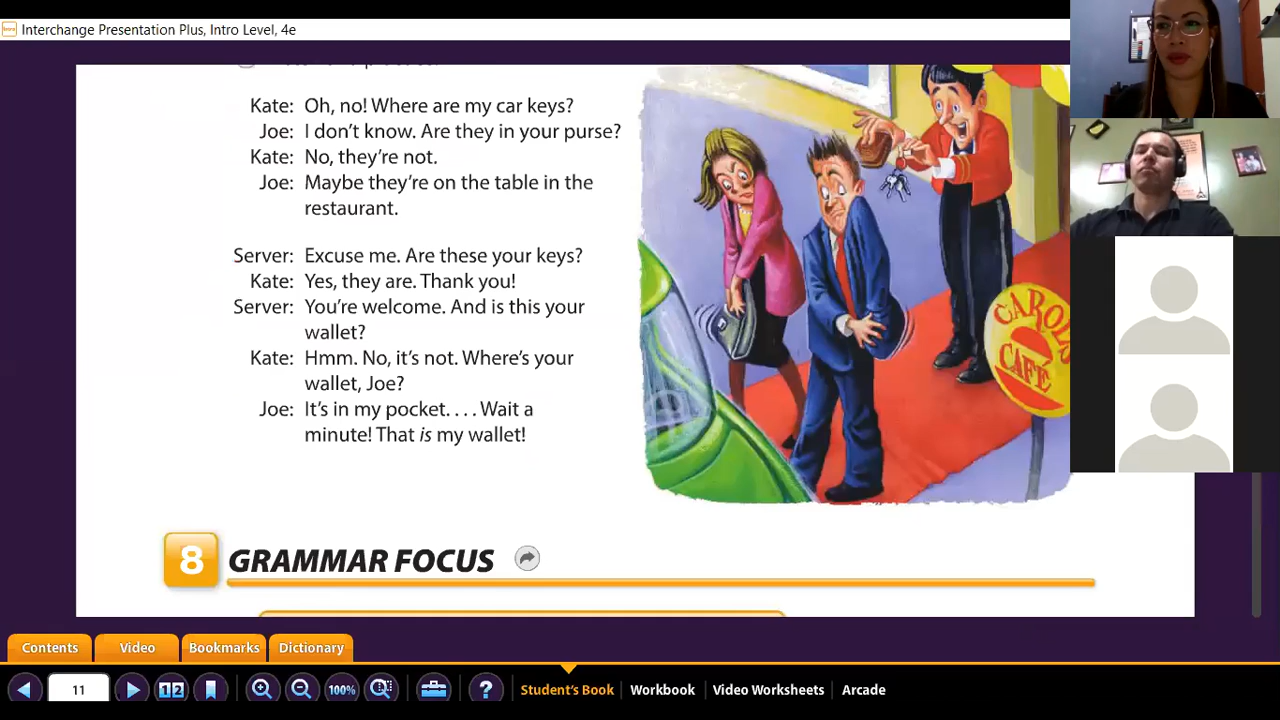 Interchange Presentation Plus, Intro Level, 4e
Kate: Oh, no! Where are my car keys?
Joe: I don't know. Are they in your purse?
Kate: No, they're not.
Joe: Maybe they're on the table in the
restaurant.
Server: Excuse me. Are these your keys?
Kate: Yes, they are. Thank you!
Server: You're welcome. And is this your
wallet?
Kate: Hmm. No, it's not. Where's your
wallet, Joe?
Joe: It's in my pocket. . . . Wait a
minute! That is my wallet!
CAROL'S
CAFÉ
8 GRAMMAR FOCUS
Contents Video Bookmarks Dictionary
11 12 100% ? Student's Book Workbook Video Worksheets Arcade